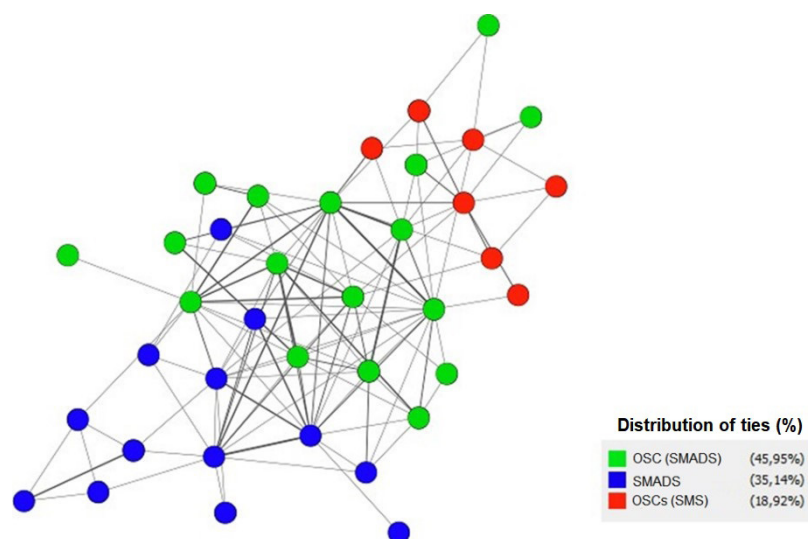 Distribution of ties (%)
OSC (SMADS) (45,95%)
SMADS (35,14%)
OSCs (SMS) (18,92%)